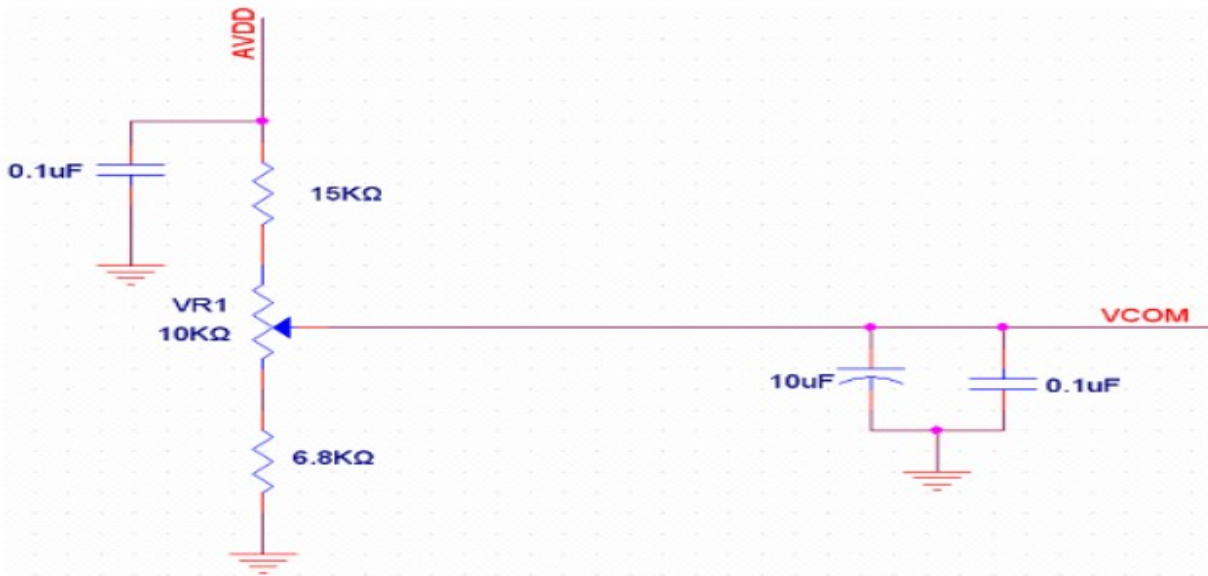 AVDD
0.1uF
15KΩ
VR1
10KΩ
VCOM
10uF
0.1uF
6.8KΩ